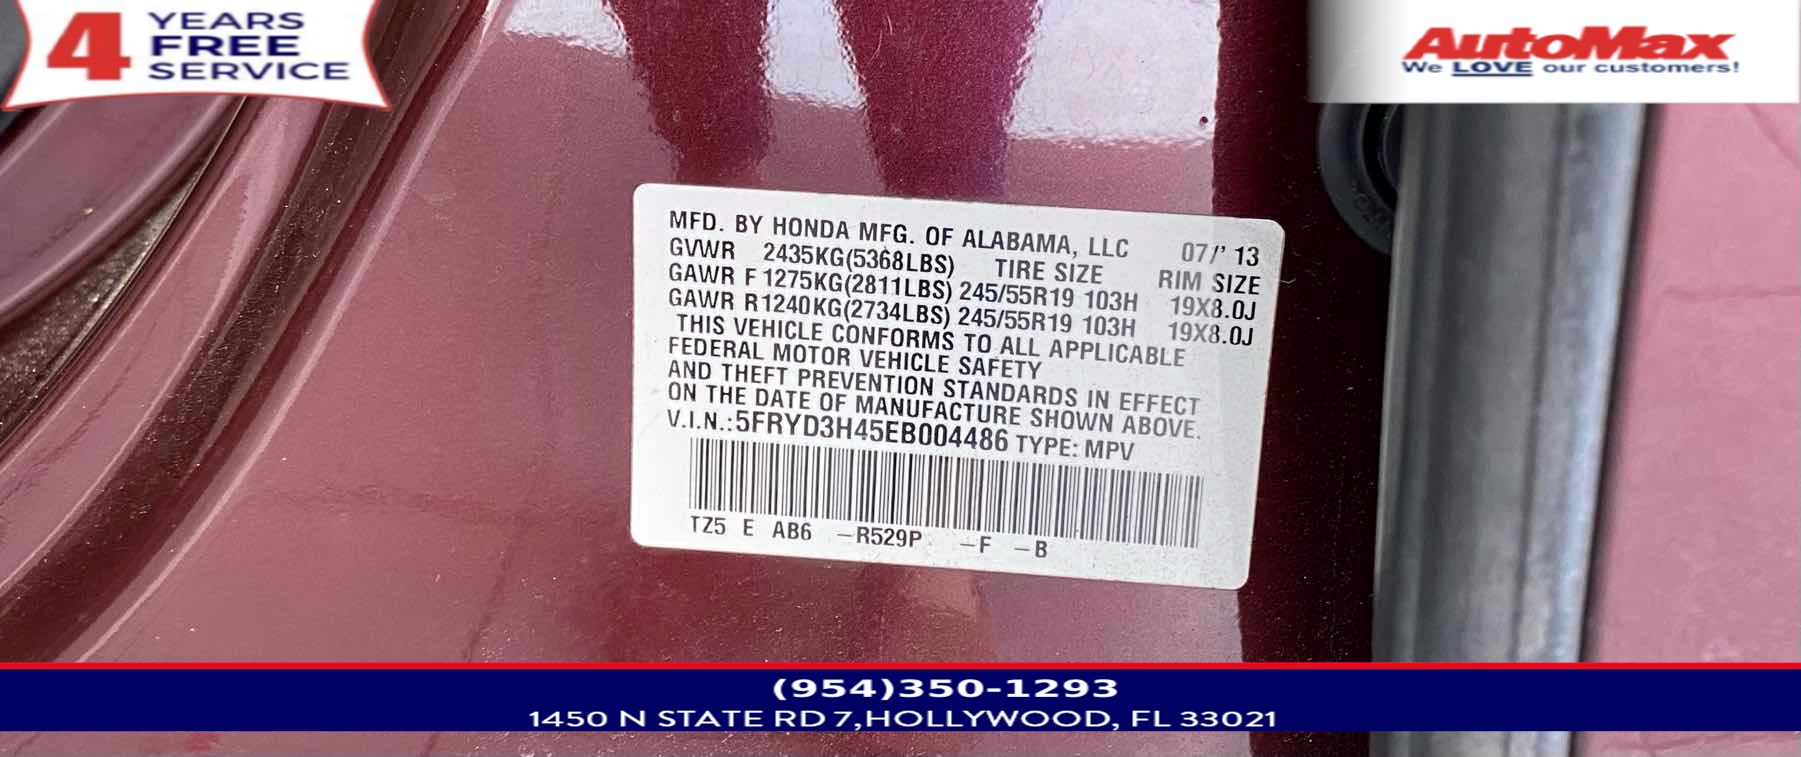 4 YEARS
FREE
SERVICE
AutoMax
We LOVE our customers!
MFD. BY HONDA MFG. OF ALABAMA, LLC 07/' 13
GVWR 2435KG(5368LBS) TIRE SIZE RIM SIZE
GAWR F 1275KG(2811LBS) 245/55R19 103H 19X8.0J
GAWR R1240KG(2734LBS) 245/55R19 103H 19X8.0J
THIS VEHICLE CONFORMS TO ALL APPLICABLE
FEDERAL MOTOR VEHICLE SAFETY
AND THEFT PREVENTION STANDARDS IN EFFECT
ON THE DATE OF MANUFACTURE SHOWN ABOVE.
V.I.N.:5FRYD3H45EB004486 TYPE: MPV
TZ5 E AB6 –R529P –F –B
(954)350-1293
1450 N STATE RD 7,HOLLYWOOD, FL 33021